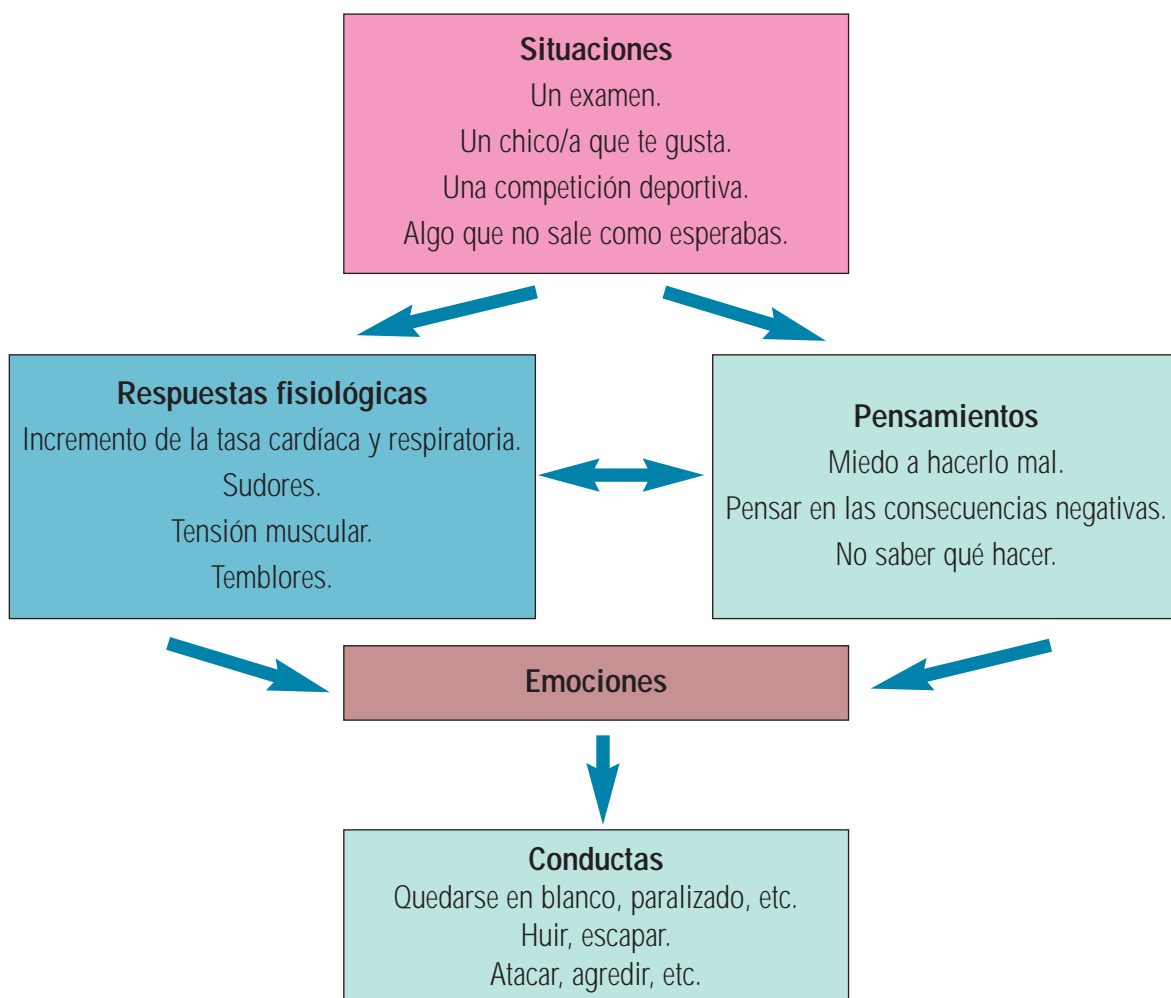 Situaciones
Un examen.
Un chico/a que te gusta.
Una competición deportiva.
Algo que no sale como esperabas.
Respuestas fisiológicas
Incremento de la tasa cardíaca y respiratoria.
Sudores.
Tensión muscular.
Temblores.
Pensamientos
Miedo a hacerlo mal.
Pensar en las consecuencias negativas.
No saber qué hacer.
Emociones
Conductas
Quedarse en blanco, paralizado, etc.
Huir, escapar.
Atacar, agredir, etc.